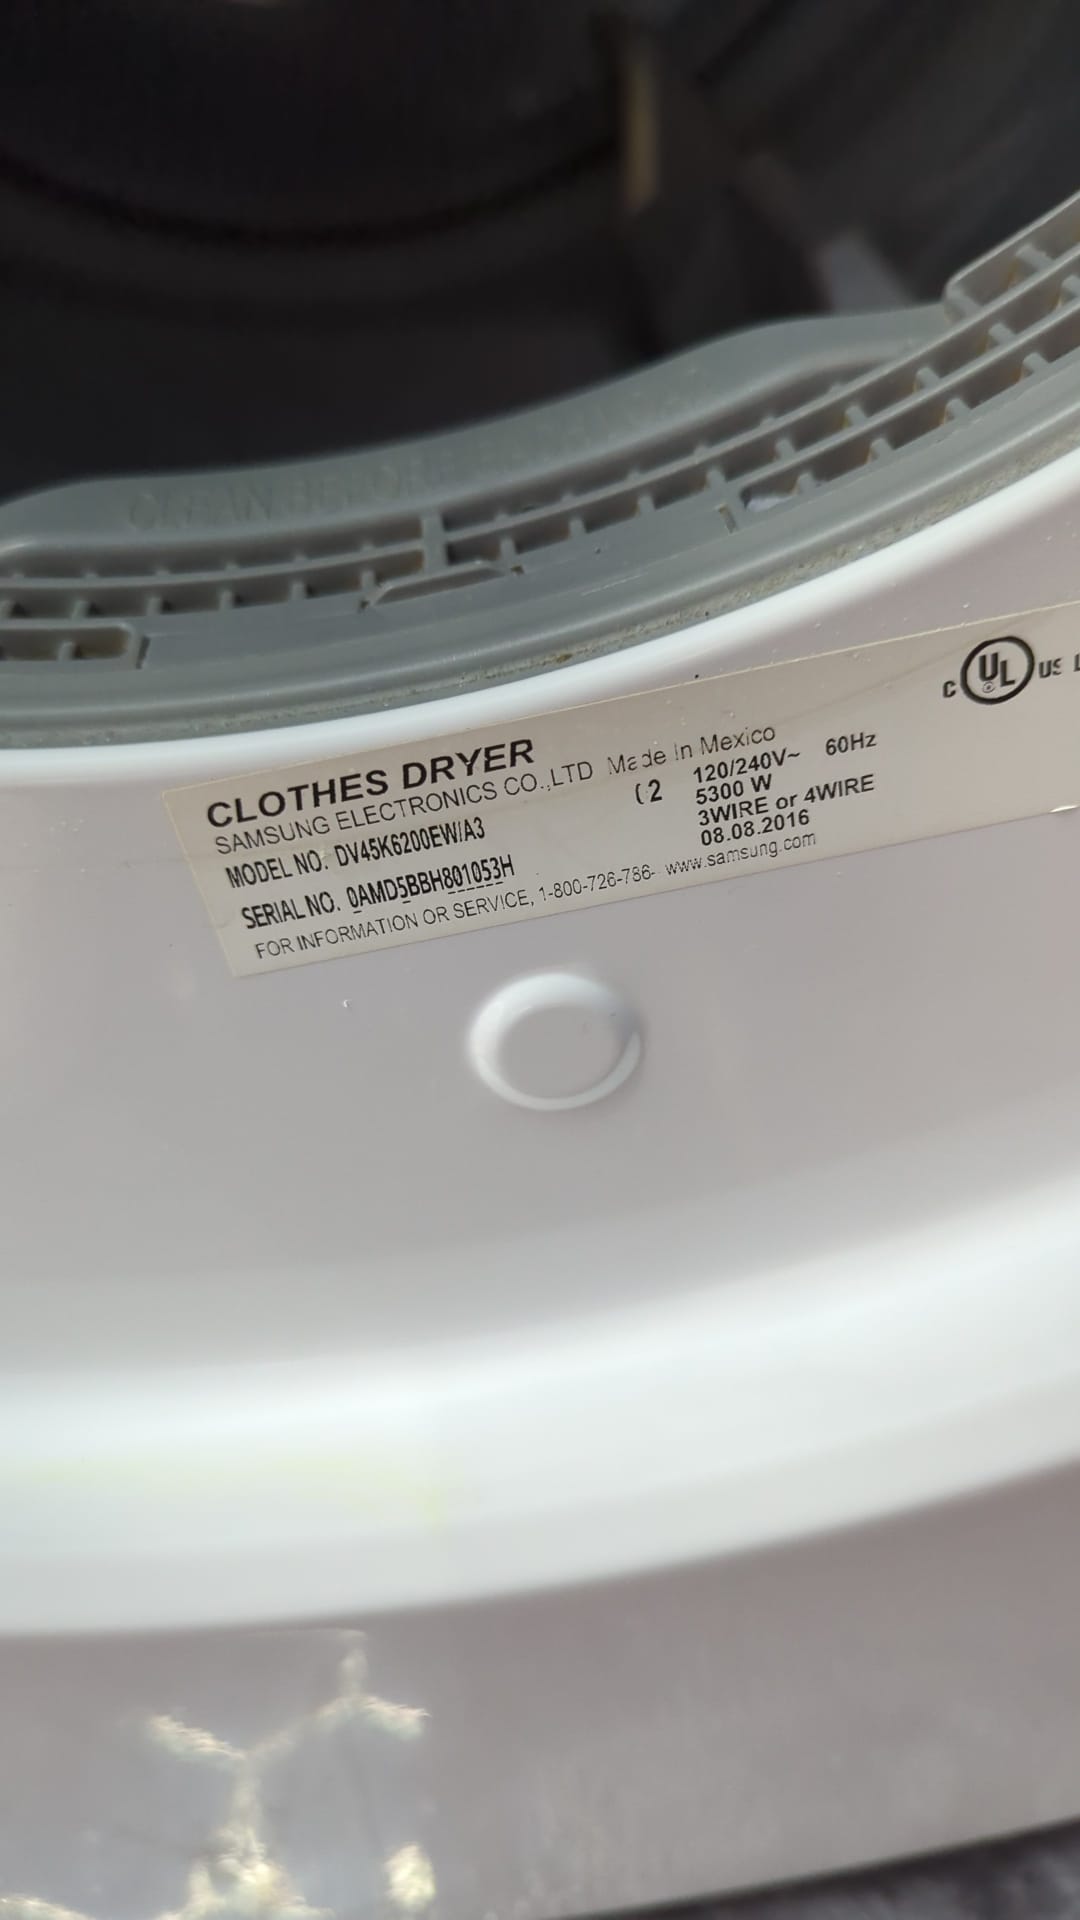 CLEAN BEFORE
CLOTHES DRYER
SAMSUNG ELECTRONICS CO.,LTD Made In Mexico
MODEL NO. DV45K6200EW/A3
SERIAL NO. 0AMD5BBH801053H
FOR INFORMATION OR SERVICE, 1-800-726-786- www.samsung.com
120/240V~ 60Hz
5300 W
3WIRE or 4WIRE
08.08.2016
C UL US